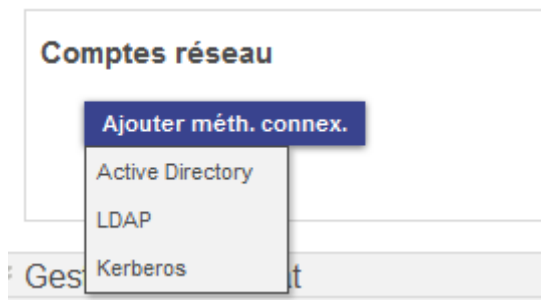 Comptes réseau
Ajouter méth. connex.
Active Directory
LDAP
Kerberos